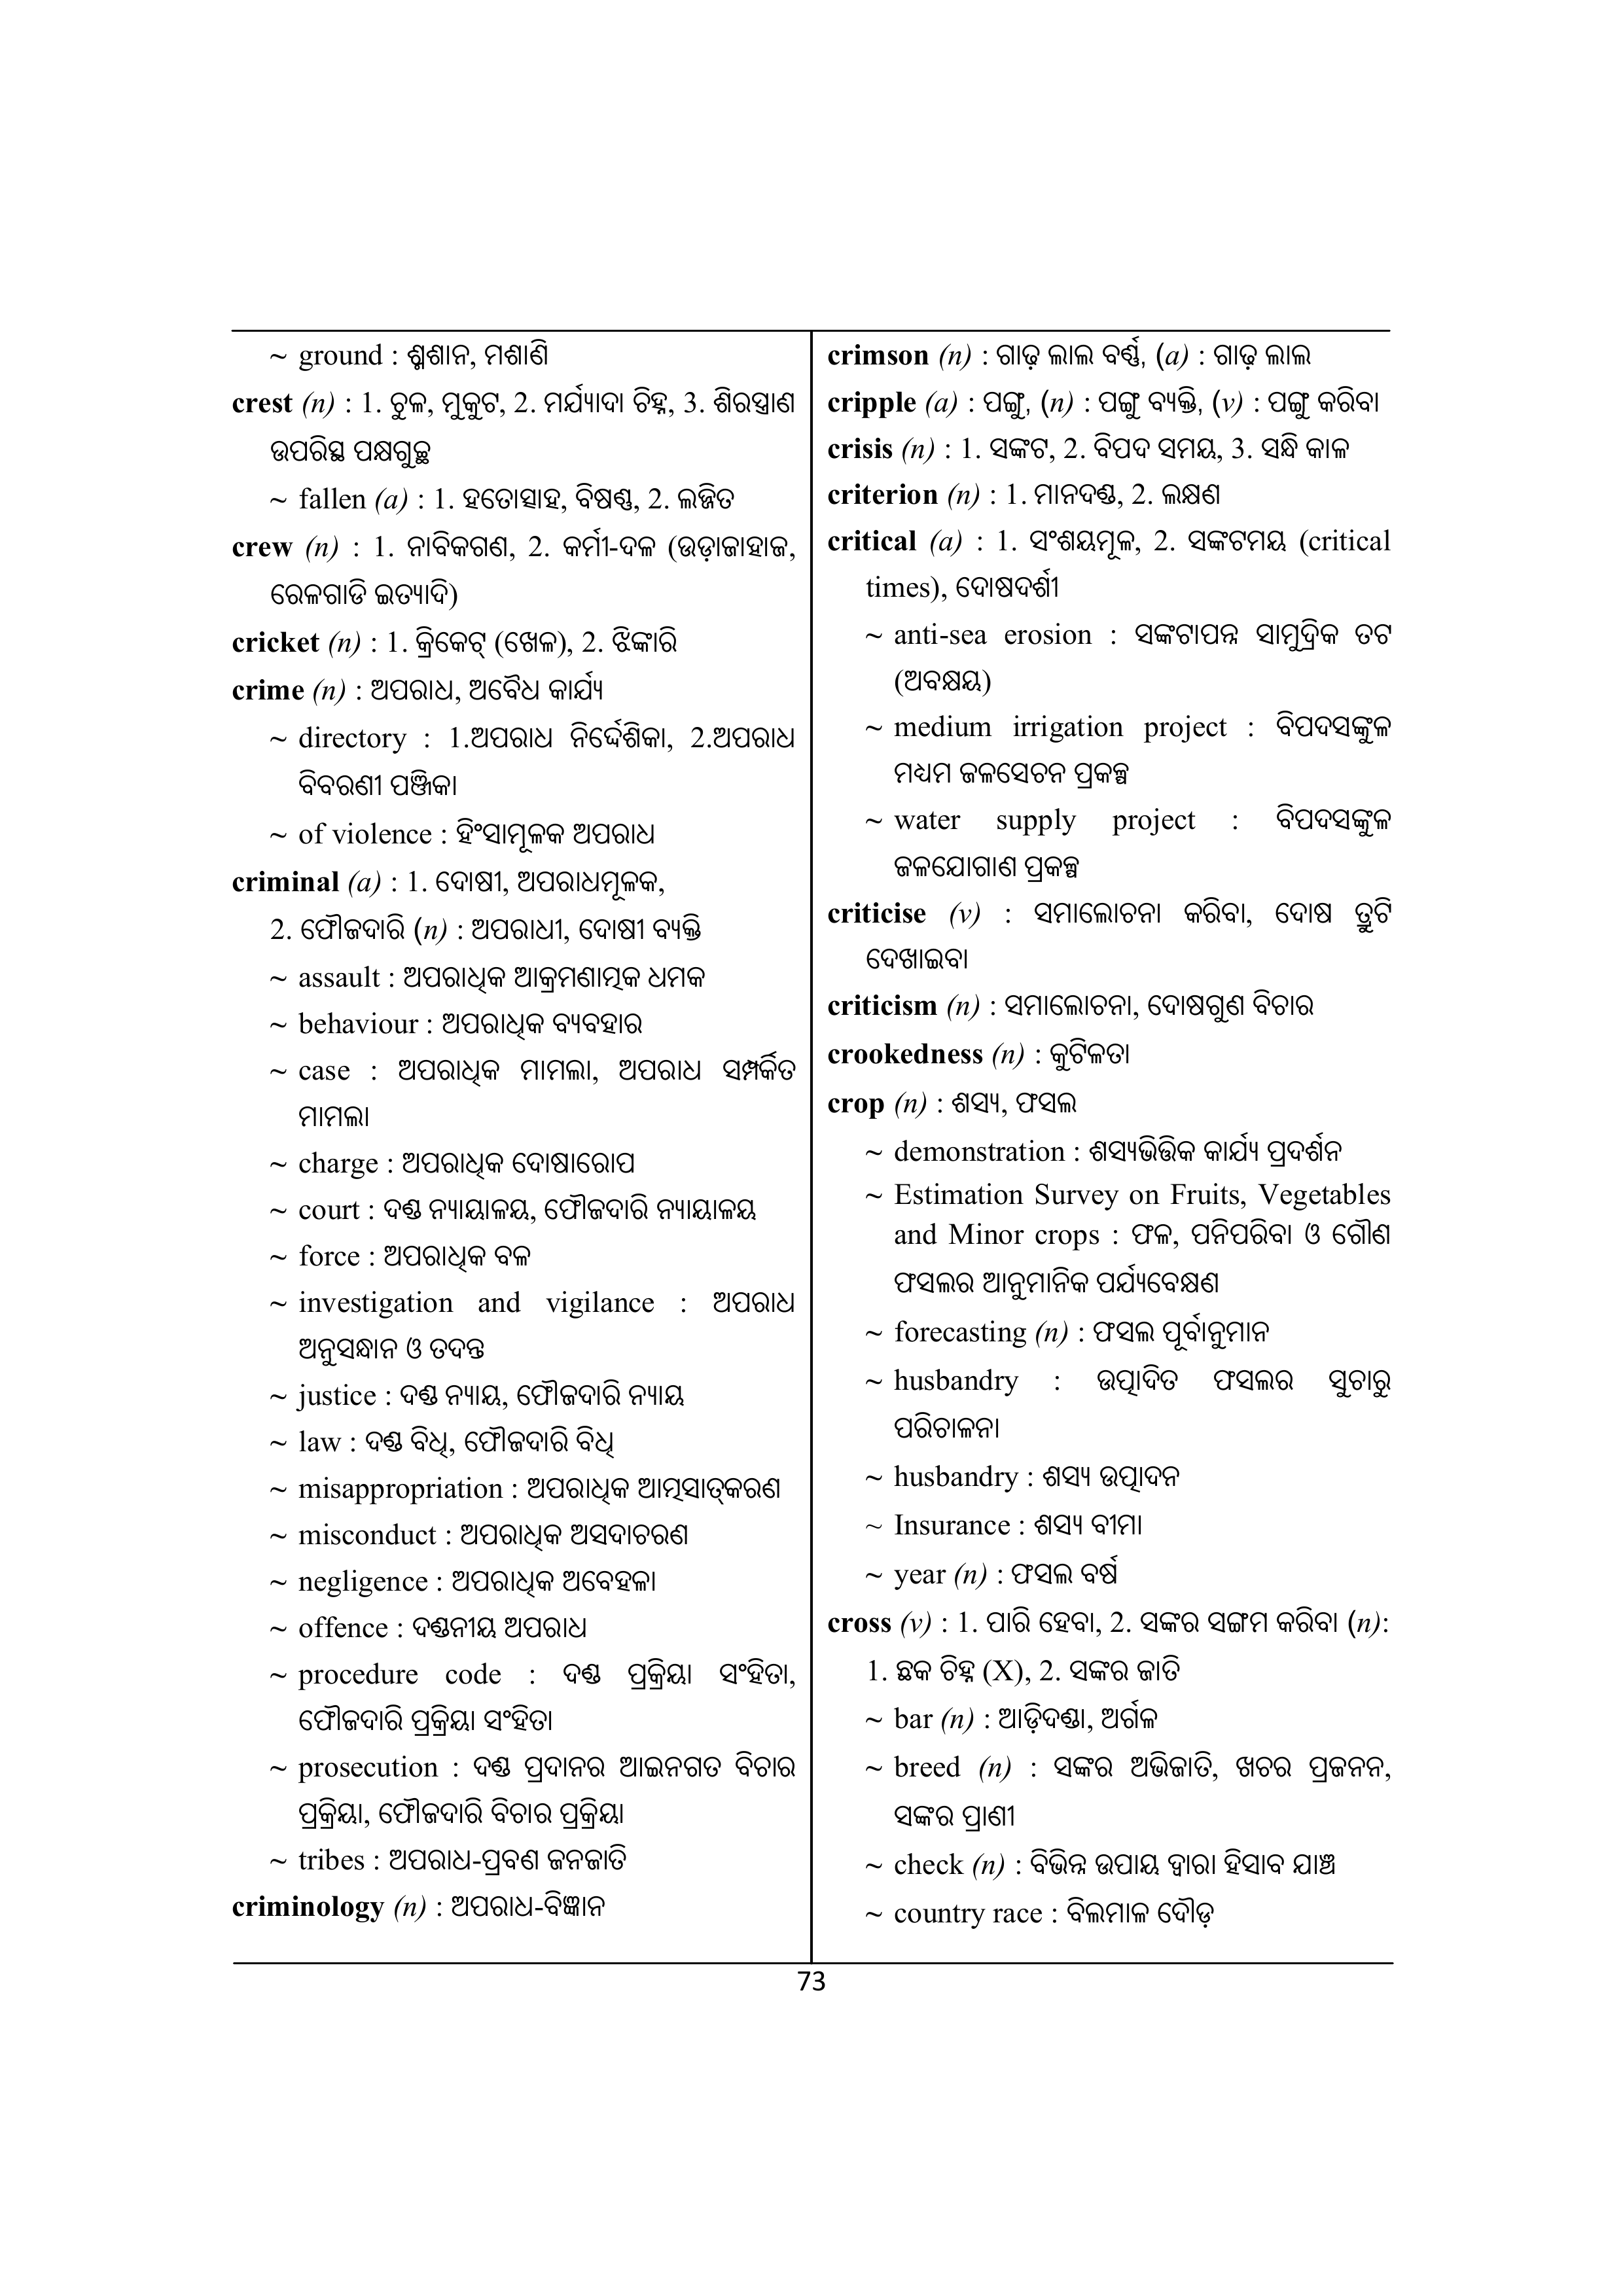 ~ ground : ଶ୍ମଶାନ, ମଶାଣି
crest (n) : 1. ଚୁଳ, ମୁକୁଟ, 2. ମର୍ଯ୍ୟାଦା ଚିହ୍ନ, 3. ଶିରସ୍ତ୍ରାଣ
ଉପରିସ୍ଥ ପକ୍ଷଗୁଚ୍ଛ
~ fallen (a) : 1. ହତୋତ୍ସାହ, ବିଷଣ୍ଣ, 2. ଲଜ୍ଜିତ
crew (n) : 1. ନାବିକଗଣ, 2. କର୍ମୀ-ଦଳ (ଉଡ଼ାଜାହାଜ,
ରେଳଗାଡି ଇତ୍ୟାଦି)
cricket (n) : 1. କ୍ରିକେଟ୍ (ଖେଳ), 2. ଝିଙ୍କାରି
crime (n) : ଅପରାଧ, ଅବୈଧ କାର୍ଯ୍ୟ
~ directory : 1.ଅପରାଧ ନିର୍ଦ୍ଦେଶିକା, 2.ଅପରାଧ
ବିବରଣୀ ପଞ୍ଜିକା
~ of violence : ହିଂସାମୂଳକ ଅପରାଧ
criminal (a) : 1. ଦୋଷୀ, ଅପରାଧମୂଳକ,
2. ଫୌଜଦାରି (n) : ଅପରାଧୀ, ଦୋଷୀ ବ୍ୟକ୍ତି
~ assault : ଅପରାଧିକ ଆକ୍ରମଣାତ୍ମକ ଧମକ
~ behaviour : ଅପରାଧିକ ବ୍ୟବହାର
~ case : ଅପରାଧିକ ମାମଲା, ଅପରାଧ ସମ୍ପର୍କିତ
ମାମଲା
~ charge : ଅପରାଧିକ ଦୋଷାରୋପ
~ court : ଦଣ୍ଡ ନ୍ୟାୟାଳୟ, ଫୌଜଦାରି ନ୍ୟାୟାଳୟ
~ force : ଅପରାଧିକ ବଳ
~ investigation and vigilance : ଅପରାଧ
ଅନୁସନ୍ଧାନ ଓ ତଦନ୍ତ
~ justice : ଦଣ୍ଡ ନ୍ୟାୟ, ଫୌଜଦାରି ନ୍ୟାୟ
~ law : ଦଣ୍ଡ ବିଧି, ଫୌଜଦାରି ବିଧି
~ misappropriation : ଅପରାଧିକ ଆତ୍ମସାତ୍‌କରଣ
~ misconduct : ଅପରାଧିକ ଅସଦାଚରଣ
~ negligence : ଅପରାଧିକ ଅବେହଳା
~ offence : ଦଣ୍ଡନୀୟ ଅପରାଧ
~ procedure code : ଦଣ୍ଡ ପ୍ରକ୍ରିୟା ସଂହିତା,
ଫୌଜଦାରି ପ୍ରକ୍ରିୟା ସଂହିତା
~ prosecution : ଦଣ୍ଡ ପ୍ରଦାନର ଆଇନଗତ ବିଚାର
ପ୍ରକ୍ରିୟା, ଫୌଜଦାରି ବିଚାର ପ୍ରକ୍ରିୟା
~ tribes : ଅପରାଧ-ପ୍ରବଣ ଜନଜାତି
criminology (n) : ଅପରାଧ-ବିଜ୍ଞାନ
crimson (n) : ଗାଢ଼ ଲାଲ ବର୍ଣ୍ଣ, (a) : ଗାଢ଼ ଲାଲ
cripple (a) : ପଙ୍ଗୁ, (n) : ପଙ୍ଗୁ ବ୍ୟକ୍ତି, (v) : ପଙ୍ଗୁ କରିବା
crisis (n) : 1. ସଙ୍କଟ, 2. ବିପଦ ସମୟ, 3. ସନ୍ଧି କାଳ
criterion (n) : 1. ମାନଦଣ୍ଡ, 2. ଲକ୍ଷଣ
critical (a) : 1. ସଂଶୟମୂଳ, 2. ସଙ୍କଟମୟ (critical
times), ଦୋଷଦର୍ଶୀ
~ anti-sea erosion : ସଙ୍କଟାପନ୍ନ ସାମୁଦ୍ରିକ ତଟ
(ଅବକ୍ଷୟ)
~ medium irrigation project : ବିପଦସଙ୍କୁଳ
ମଧ୍ୟମ ଜଳସେଚନ ପ୍ରକଳ୍ପ
~ water supply project : ବିପଦସଙ୍କୁଳ
ଜଳଯୋଗାଣ ପ୍ରକଳ୍ପ
criticise (v) : ସମାଲୋଚନା କରିବା, ଦୋଷ ତ୍ରୁଟି
ଦେଖାଇବା
criticism (n) : ସମାଲୋଚନା, ଦୋଷଗୁଣ ବିଚାର
crookedness (n) : କୁଟିଳତା
crop (n) : ଶସ୍ୟ, ଫସଲ
~ demonstration : ଶସ୍ୟଭିତ୍ତିକ କାର୍ଯ୍ୟ ପ୍ରଦର୍ଶନ
~ Estimation Survey on Fruits, Vegetables
and Minor crops : ଫଳ, ପନିପରିବା ଓ ଗୌଣ
ଫସଲର ଆନୁମାନିକ ପର୍ଯ୍ୟବେକ୍ଷଣ
~ forecasting (n) : ଫସଲ ପୂର୍ବାନୁମାନ
~ husbandry : ଉତ୍ପାଦିତ ଫସଲର ସୁଚାରୁ
ପରିଚାଳନା
~ husbandry : ଶସ୍ୟ ଉତ୍ପାଦନ
~ Insurance : ଶସ୍ୟ ବୀମା
~ year (n) : ଫସଲ ବର୍ଷ
cross (v) : 1. ପାରି ହେବା, 2. ସଙ୍କର ସଙ୍ଗମ କରିବା (n):
1. ଛକ ଚିହ୍ନ (X), 2. ସଙ୍କର ଜାତି
~ bar (n) : ଆଡ଼ିଦଣ୍ଡା, ଅର୍ଗଳ
~ breed (n) : ସଙ୍କର ଅଭିଜାତି, ଖଚର ପ୍ରଜନନ,
ସଙ୍କର ପ୍ରାଣୀ
~ check (n) : ବିଭିନ୍ନ ଉପାୟ ଦ୍ୱାରା ହିସାବ ଯାଞ୍ଚ
~ country race : ବିଲମାଳ ଦୌଡ଼
73